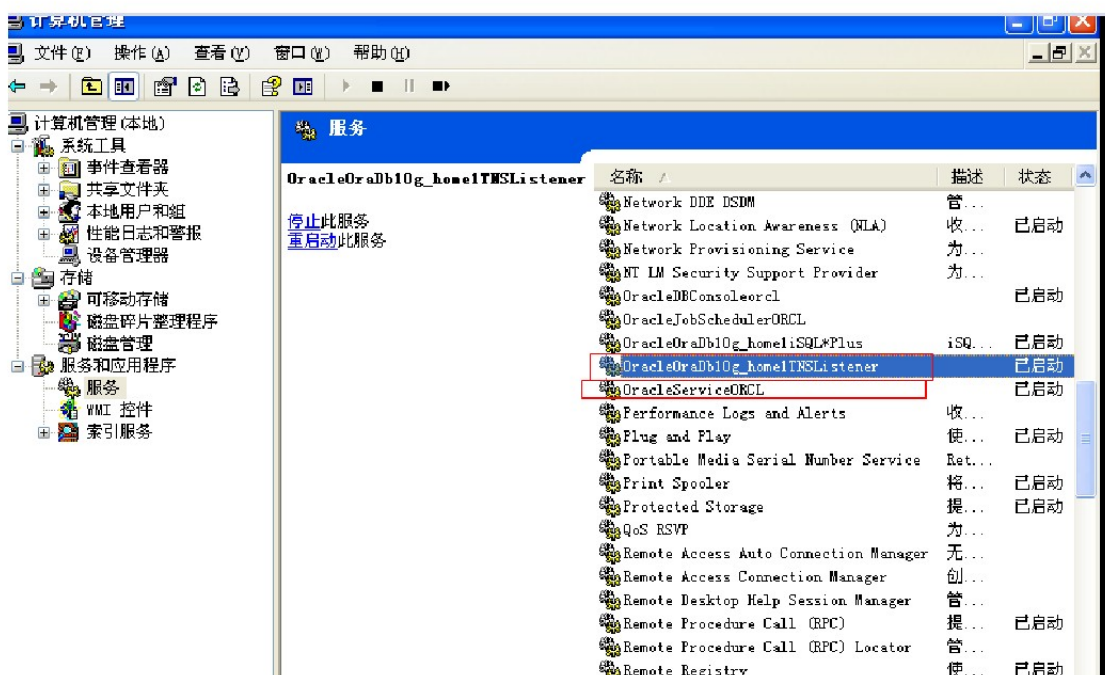 计算机管理
文件(F) 操作(A) 查看(V) 窗口(W) 帮助(H)
计算机管理(本地)
系统工具
事件查看器
共享文件夹
本地用户和组
性能日志和警报
设备管理器
存储
可移动存储
磁盘碎片整理程序
磁盘管理
服务和应用程序
服务
WMI 控件
索引服务
服务
OracleOraDb10g_home1TNSListener
停止此服务
重启动此服务
名称 描述 状态
Network DDE DSDM 管...
Network Location Awareness (NLA) 收... 已启动
Network Provisioning Service 为...
NT LM Security Support Provider 为...
OracleDBConsoleorcl 已启动
OracleJobSchedulerORCL
OracleOraDb10g_home1iSQL*Plus iSQ... 已启动
OracleOraDb10g_home1TNSListener 已启动
OracleServiceORCL 已启动
Performance Logs and Alerts 收...
Plug and Play 使... 已启动
Portable Media Serial Number Service Ret...
Print Spooler 将... 已启动
Protected Storage 提... 已启动
QoS RSVP 为...
Remote Access Auto Connection Manager 无...
Remote Access Connection Manager 创...
Remote Desktop Help Session Manager 管...
Remote Procedure Call (RPC) 提... 已启动
Remote Procedure Call (RPC) Locator 管...
Remote Registry 使... 已启动